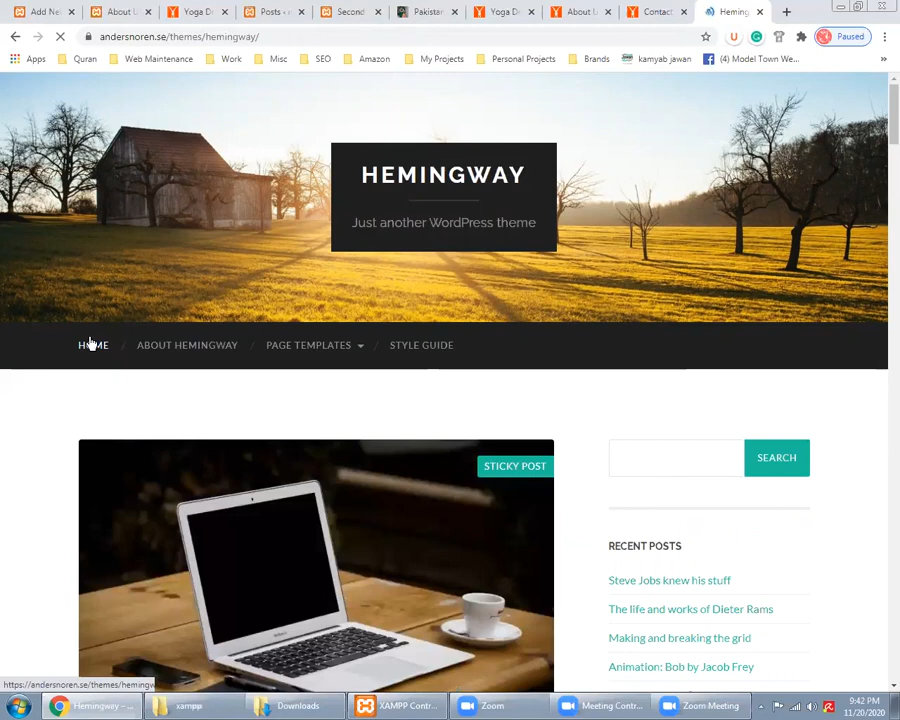 Add Ne
About U
Yoga D
Posts ‹
Second
Pakistan
Yoga D
About U
Contact
Heming
andersnoren.se/themes/hemingway/
Paused
Apps Quran Web Maintenance Work Misc SEO Amazon My Projects Personal Projects Brands kamyab jawan (4) Model Town We... »
HEMINGWAY
Just another WordPress theme
HOME / ABOUT HEMINGWAY / PAGE TEMPLATES / STYLE GUIDE
STICKY POST
SEARCH
RECENT POSTS
Steve Jobs knew his stuff
The life and works of Dieter Rams
Making and breaking the grid
Animation: Bob by Jacob Frey
https://andersnoren.se/themes/hemingw
Hemingway – ... xampp Downloads XAMPP Contr... Zoom Meeting Contr... Zoom Meeting
9:42 PM
11/20/2020